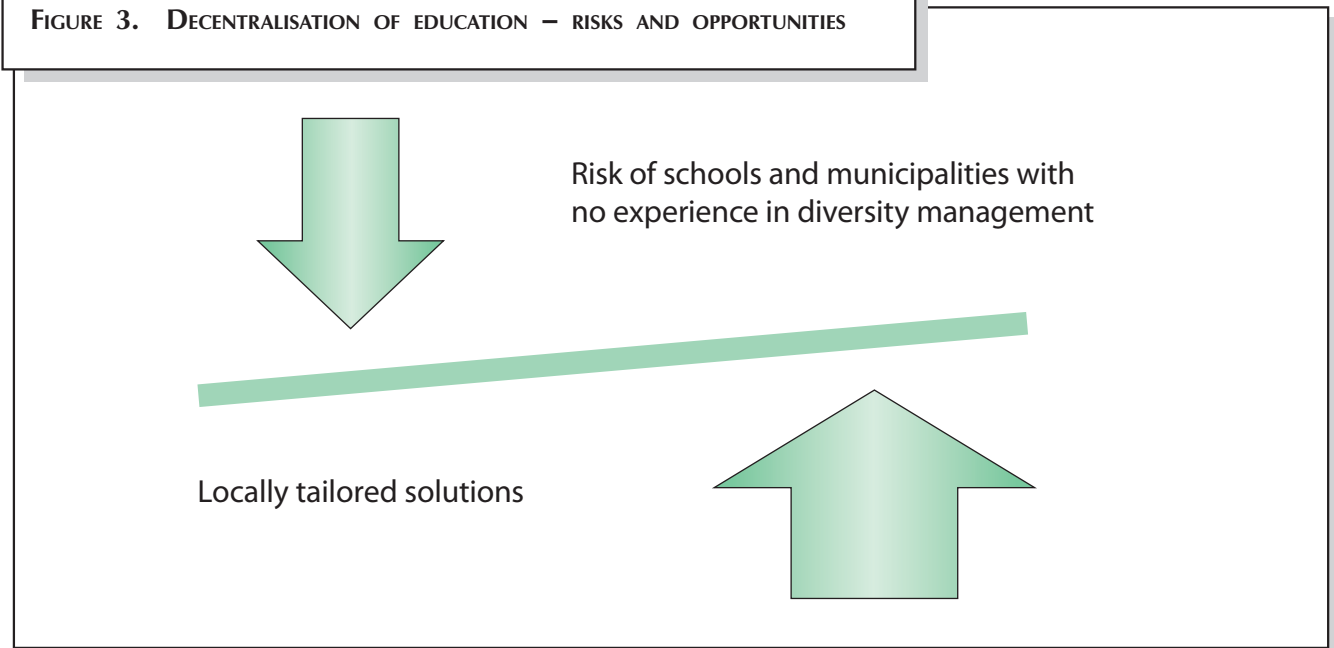 FIGURE 3. DECENTRALISATION OF EDUCATION – RISKS AND OPPORTUNITIES
Risk of schools and municipalities with
no experience in diversity management
Locally tailored solutions